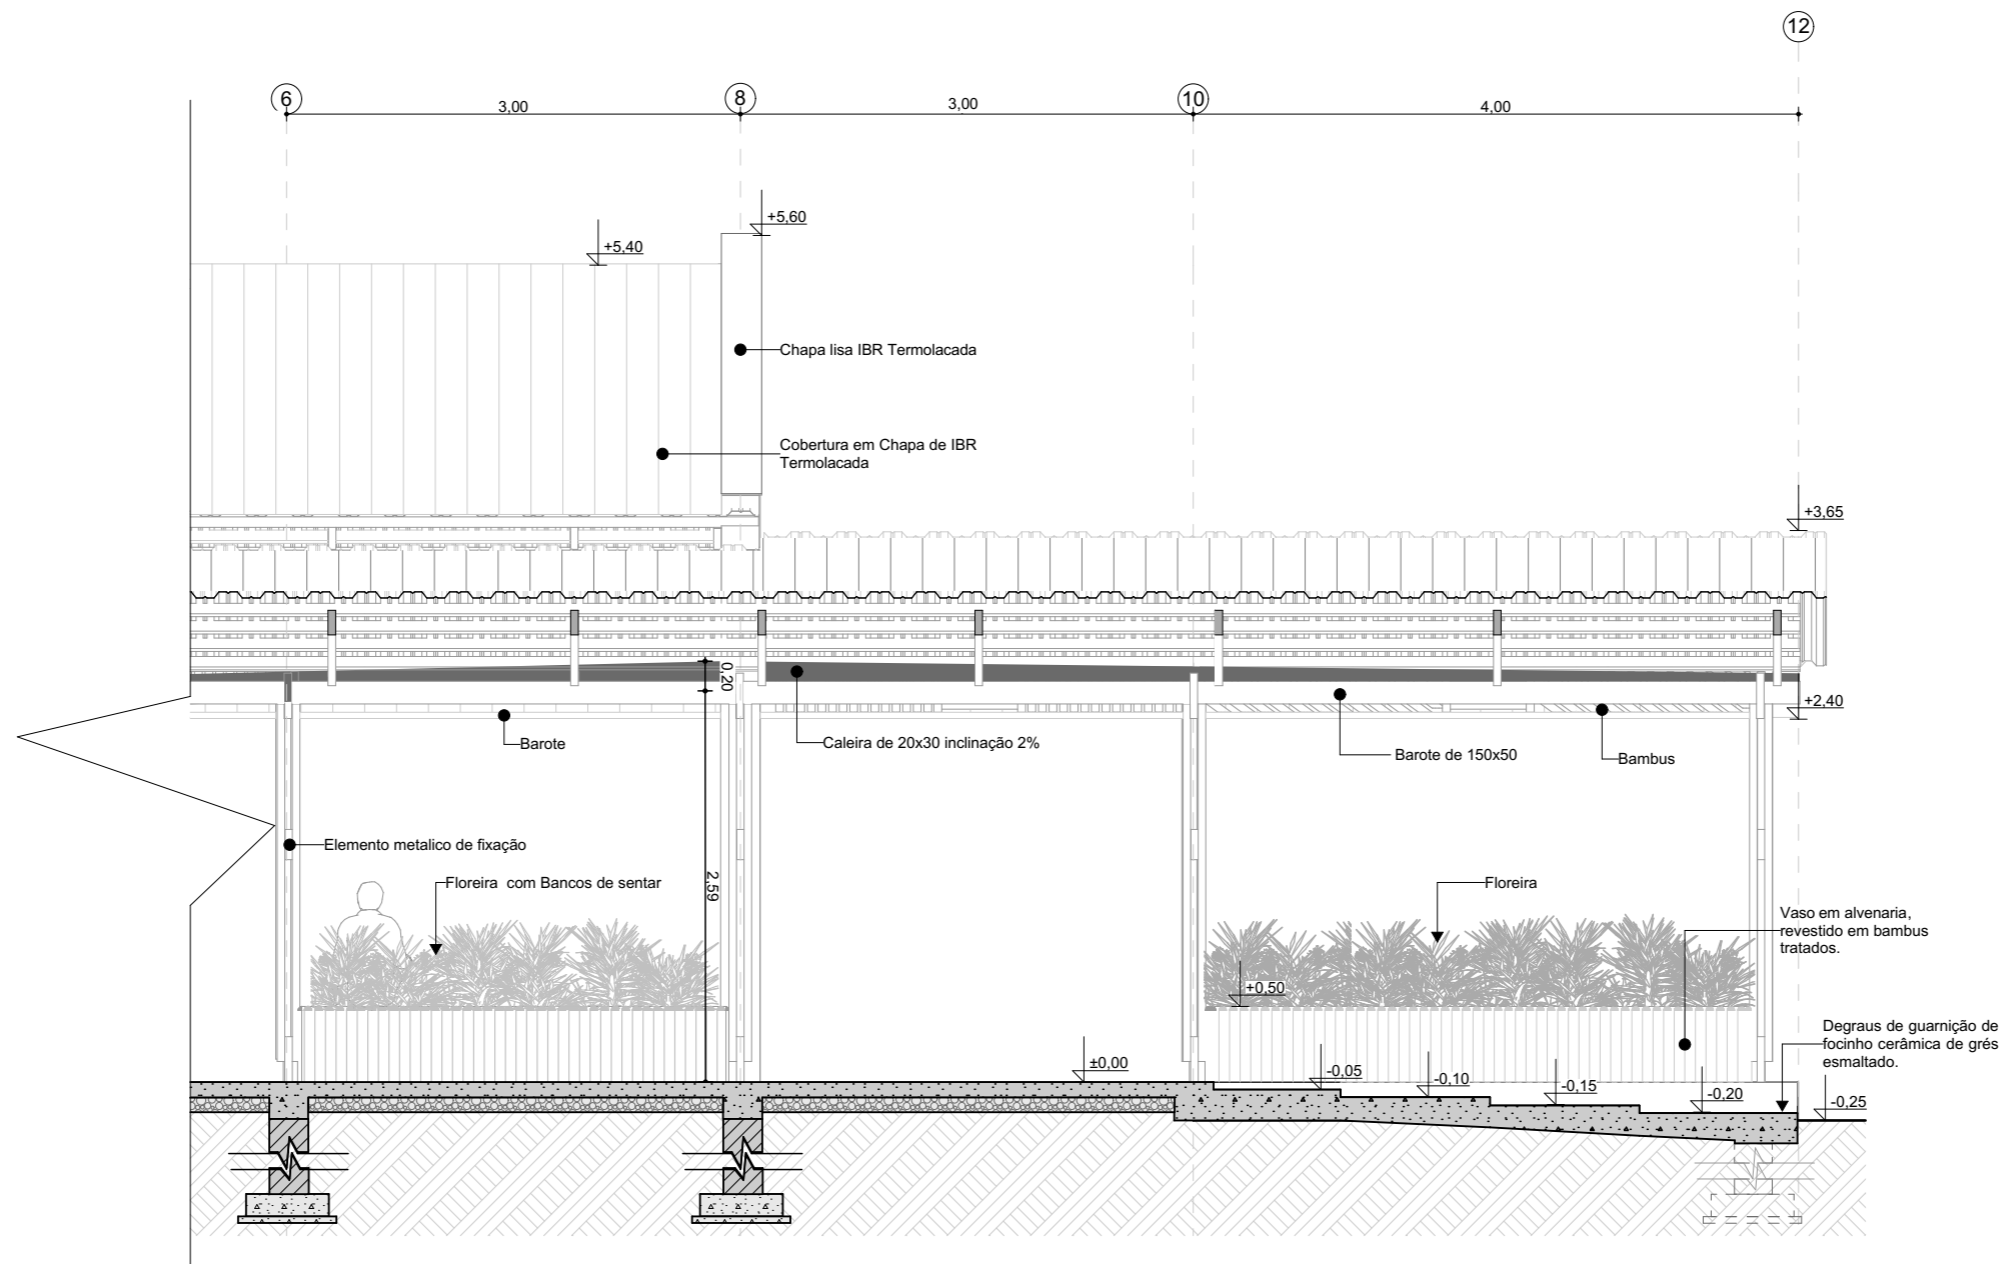 12
6
3,00
8
3,00
10
4,00
+5,60
+5,40
Chapa lisa IBR Termolacada
Cobertura em Chapa de IBR
Termolacada
+3,65
0,20
+2,40
Barote
Caleira de 20x30 inclinação 2%
Barote de 150x50
Bambus
Elemento metalico de fixação
Floreira com Bancos de sentar
2,59
Floreira
Vaso em alvenaria,
revestido em bambus
tratados.
+0,50
Degraus de guarnição de
focinho cerâmica de grés
esmaltado.
±0,00
-0,05
-0,10
-0,15
-0,20
-0,25